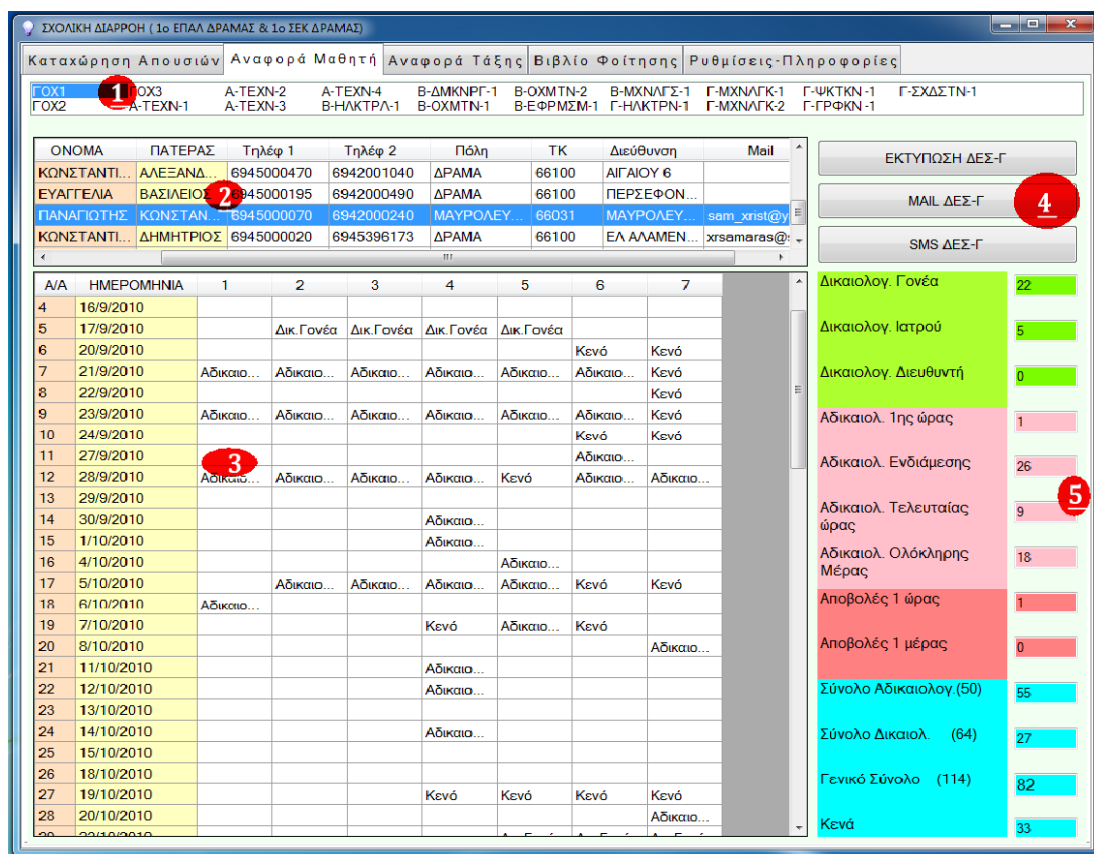 ΣΧΟΛΙΚΗ ΔΙΑΡΡΟΗ ( 1ο ΕΠΑΛ ΔΡΑΜΑΣ & 1ο ΣΕΚ ΔΡΑΜΑΣ)
Καταχώρηση Απουσιών Αναφορά Μαθητή Αναφορά Τάξης Βιβλίο Φοίτησης Ρυθμίσεις-Πληροφορίες
ΓΟΧ1 1 ΓΟΧ3 Α-ΤΕΧΝ-2 Α-ΤΕΧΝ-4 Β-ΔΜΚΝΡΓ-1 Β-ΟΧΜΤΝ-2 Β-ΜΧΝΛΓΣ-1 Γ-ΜΧΝΛΓΚ-1 Γ-ΨΚΤΚΝ-1 Γ-ΣΧΔΣΤΝ-1
ΓΟΧ2 Α-ΤΕΧΝ-1 Α-ΤΕΧΝ-3 Β-ΗΛΚΤΡΛ-1 Β-ΟΧΜΤΝ-1 Β-ΕΦΡΜΣΜ-1 Γ-ΗΛΚΤΡΝ-1 Γ-ΜΧΝΛΓΚ-2 Γ-ΓΡΦΚΝ-1
ΟΝΟΜΑ ΠΑΤΕΡΑΣ Τηλέφ 1 Τηλέφ 2 Πόλη ΤΚ Διεύθυνση Mail
ΚΩΝΣΤΑΝΤΙ... ΑΛΕΞΑΝΔ... 6945000470 6942001040 ΔΡΑΜΑ 66100 ΑΙΓΑΙΟΥ 6
ΕΥΑΓΓΕΛΙΑ ΒΑΣΙΛΕΙΟΣ 2 6945000195 6942000490 ΔΡΑΜΑ 66100 ΠΕΡΣΕΦΟΝ...
ΠΑΝΑΓΙΩΤΗΣ ΚΩΝΣΤΑΝ... 6945000070 6942000240 ΜΑΥΡΟΛΕΥ... 66031 ΜΑΥΡΟΛΕΥ... sam_xrist@y
ΚΩΝΣΤΑΝΤΙ... ΔΗΜΗΤΡΙΟΣ 6945000020 6945396173 ΔΡΑΜΑ 66100 ΕΛ ΑΛΑΜΕΝ... xrsamaras@
ΕΚΤΥΠΩΣΗ ΔΕΣ-Γ
MAIL ΔΕΣ-Γ 4
SMS ΔΕΣ-Γ
Α/Α ΗΜΕΡΟΜΗΝΙΑ 1 2 3 4 5 6 7
4 16/9/2010
5 17/9/2010 Δικ.Γονέα Δικ.Γονέα Δικ.Γονέα Δικ.Γονέα
6 20/9/2010 Κενό Κενό
7 21/9/2010 Αδικαιο... Αδικαιο... Αδικαιο... Αδικαιο... Αδικαιο... Αδικαιο... Κενό
8 22/9/2010 Κενό
9 23/9/2010 Αδικαιο... Αδικαιο... Αδικαιο... Αδικαιο... Αδικαιο... Αδικαιο... Κενό
10 24/9/2010 Κενό Κενό
11 27/9/2010 Αδικαιο...
3
12 28/9/2010 Αδικαιο... Αδικαιο... Αδικαιο... Αδικαιο... Κενό Αδικαιο... Αδικαιο...
13 29/9/2010
14 30/9/2010 Αδικαιο...
15 1/10/2010 Αδικαιο...
16 4/10/2010 Αδικαιο...
17 5/10/2010 Αδικαιο... Αδικαιο... Αδικαιο... Αδικαιο... Κενό Κενό
18 6/10/2010 Αδικαιο...
19 7/10/2010 Κενό Αδικαιο... Κενό
20 8/10/2010 Αδικαιο...
21 11/10/2010 Αδικαιο...
22 12/10/2010 Αδικαιο...
23 13/10/2010
24 14/10/2010 Αδικαιο...
25 15/10/2010
26 18/10/2010
27 19/10/2010 Κενό Κενό Κενό Κενό
28 20/10/2010 Αδικαιο...
Δικαιολογ. Γονέα 22
Δικαιολογ. Ιατρού 5
Δικαιολογ. Διευθυντή 0
Αδικαιολ. 1ης ώρας 1
Αδικαιολ. Ενδιάμεσης 26
5
Αδικαιολ. Τελευταίας ώρας 9
Αδικαιολ. Ολόκληρης Μέρας 18
Αποβολές 1 ώρας 1
Αποβολές 1 μέρας 0
Σύνολο Αδικαιολογ.(50) 55
Σύνολο Δικαιολ. (64) 27
Γενικό Σύνολο (114) 82
Κενά 33